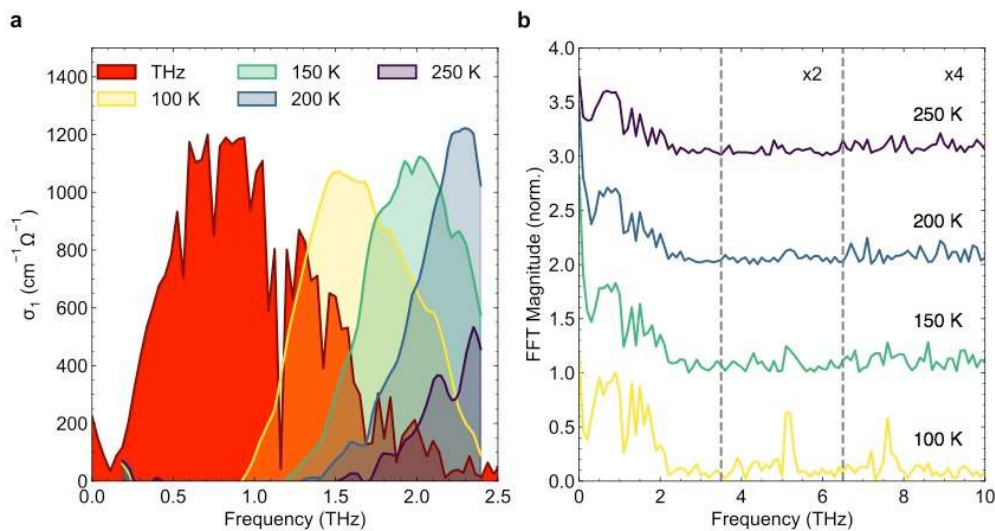 a
1400
1200
1000
800
600
400
200
0
σ₁ (cm⁻¹Ω⁻¹)
THz
100 K
150 K
200 K
250 K
0.0 0.5 1.0 1.5 2.0 2.5
Frequency (THz)
b
4.0
3.5
3.0
2.5
2.0
1.5
1.0
0.5
0.0
FFT Magnitude (norm.)
x2 x4
250 K
200 K
150 K
100 K
0 2 4 6 8 10
Frequency (THz)